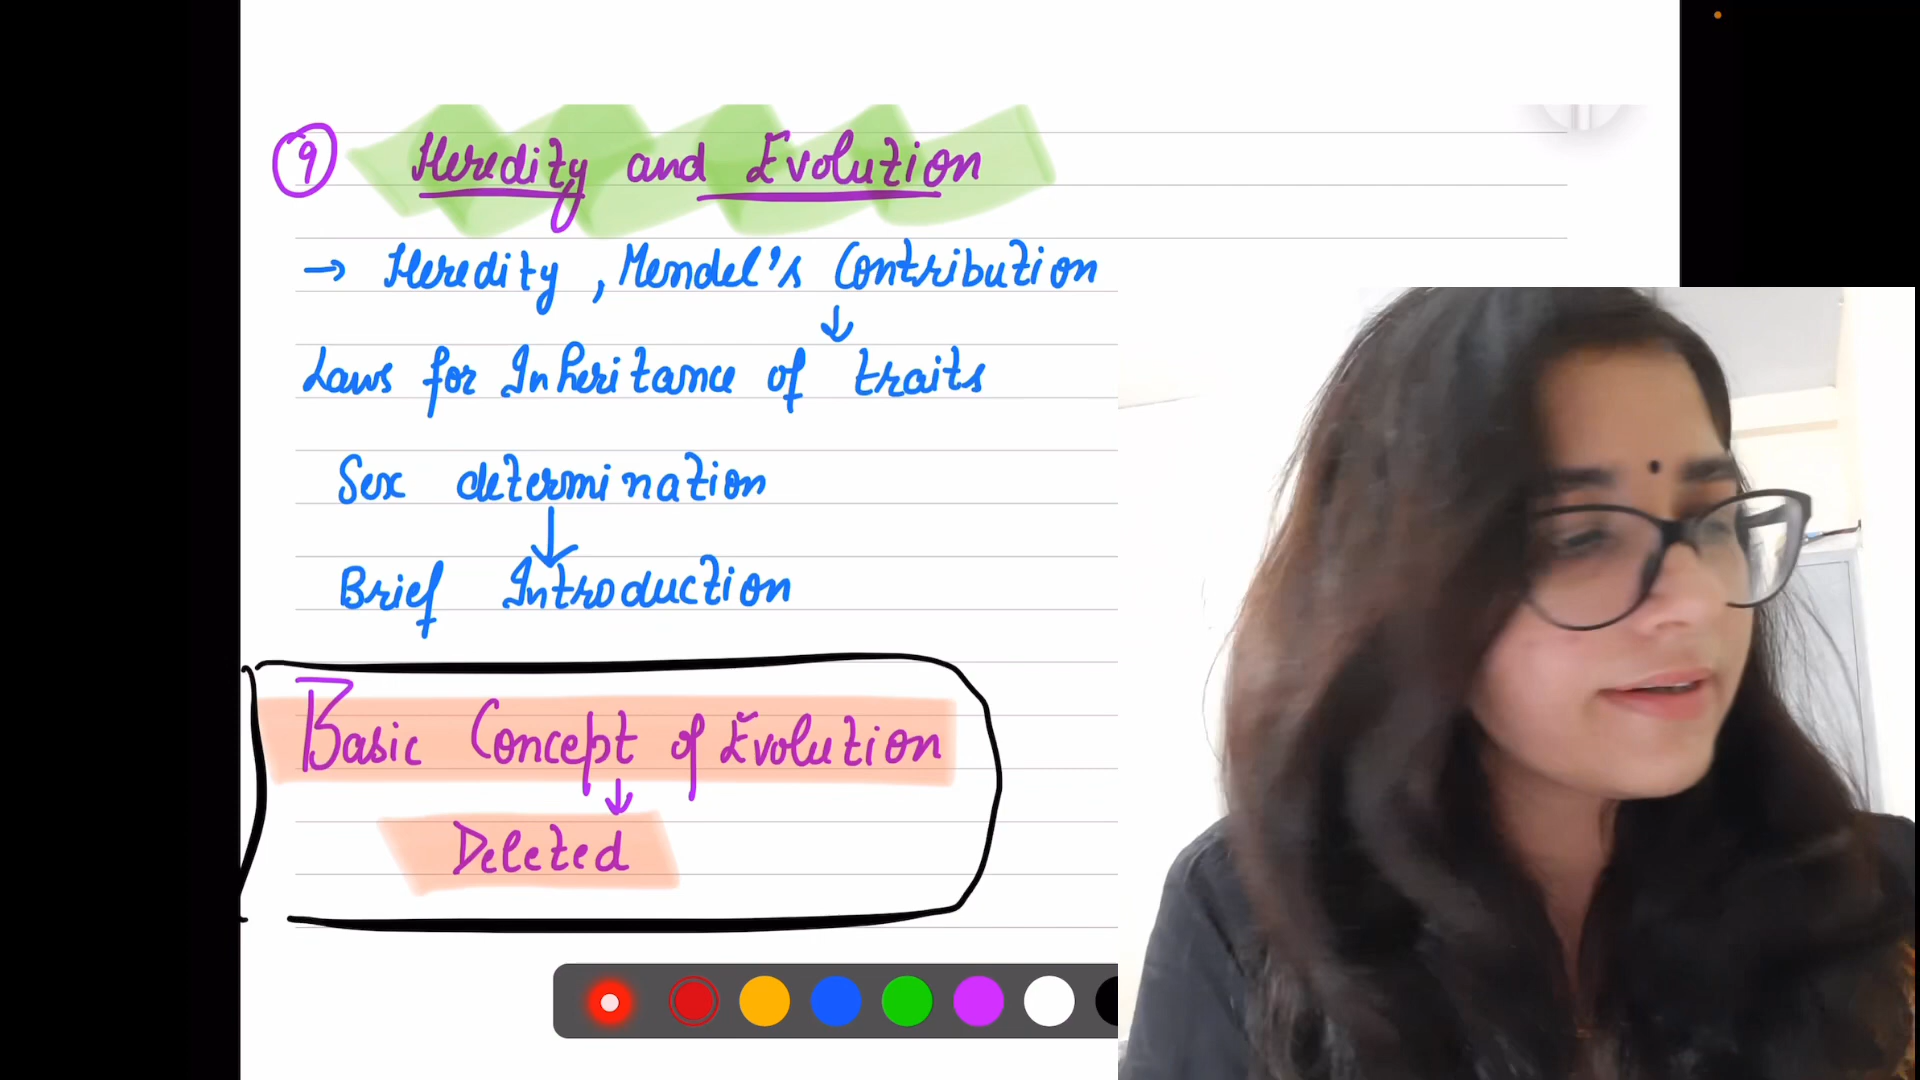 9 Heredity and Evolution
→ Heredity, Mendel's Contribution
↓
Laws for Inheritance of traits
Sex determination
↓
Brief Introduction
Basic Concept of Evolution
↓
Deleted